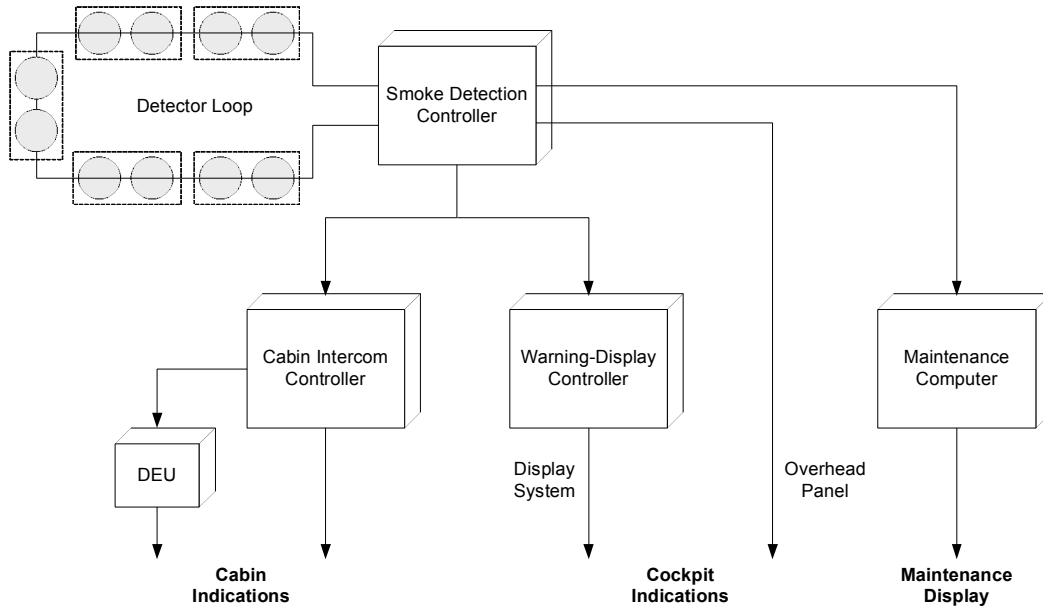 Detector Loop
Smoke Detection
Controller
Cabin Intercom
Controller
Warning-Display
Controller
Maintenance
Computer
DEU
Display
System
Overhead
Panel
Cabin
Indications
Cockpit
Indications
Maintenance
Display